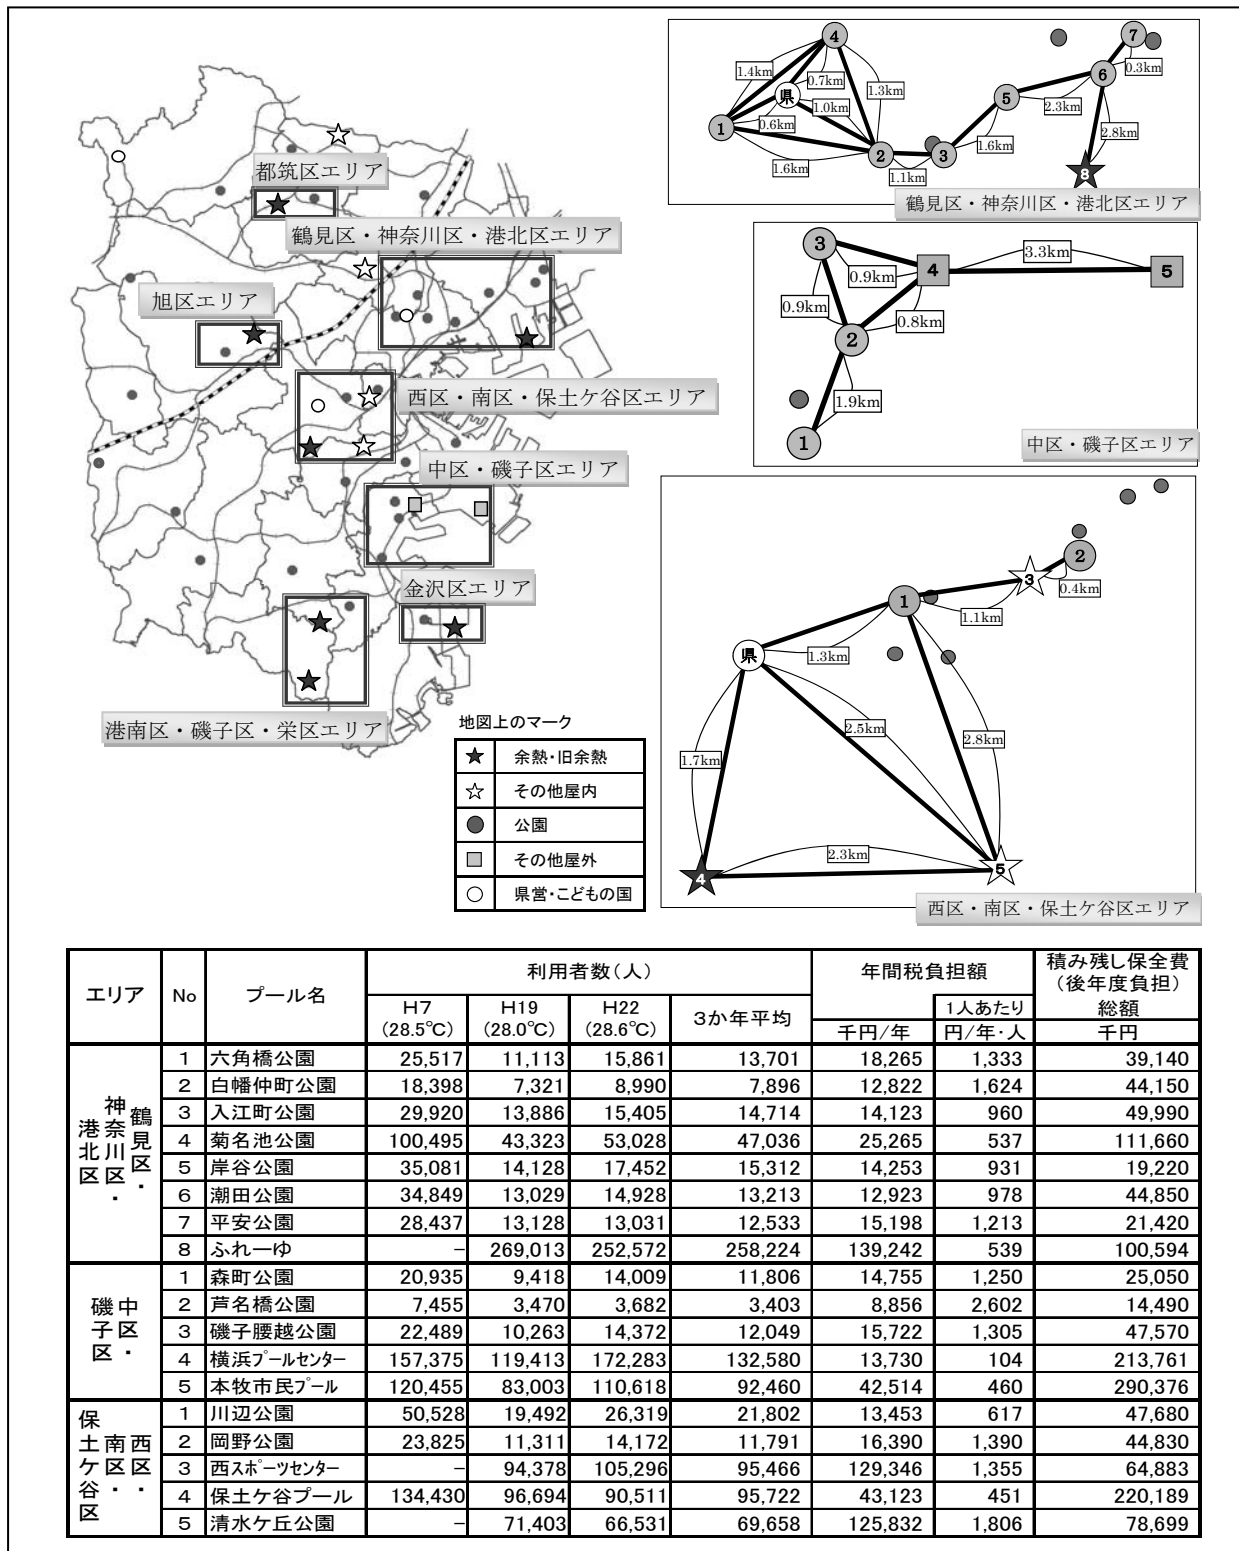 都筑区エリア
鶴見区・神奈川区・港北区エリア
旭区エリア
西区・南区・保土ケ谷区エリア
中区・磯子区エリア
金沢区エリア
港南区・磯子区・栄区エリア
地図上のマーク
★ 余熱・旧余熱
☆ その他屋内
● 公園
■ その他屋外
○ 県営・こどもの国
4
7
1.4km
0.7km
6
0.3km
県
1.3km
5
2.3km
1.0km
1
0.6km
2
3
1.6km
2.8km
1.6km
1.1km
8
鶴見区・神奈川区・港北区エリア
3
3.3km
4
5
0.9km
0.9km
0.8km
2
1.9km
1
中区・磯子区エリア
2
3
0.4km
1
1.1km
県
1.3km
2.5km
2.8km
1.7km
2.3km
4
5
西区・南区・保土ケ谷区エリア
エリア No プール名 利用者数(人) 年間税負担額 積み残し保全費(後年度負担)
H7 (28.5℃) H19 (28.0℃) H22 (28.6℃) 3か年平均 1人あたり 総額
千円/年 円/年・人 千円
鶴見区・神奈川区・港北区
1 六角橋公園 25,517 11,113 15,861 13,701 18,265 1,333 39,140
2 白幡仲町公園 18,398 7,321 8,990 7,896 12,822 1,624 44,150
3 入江町公園 29,920 13,886 15,405 14,714 14,123 960 49,990
4 菊名池公園 100,495 43,323 53,028 47,036 25,265 537 111,660
5 岸谷公園 35,081 14,128 17,452 15,312 14,253 931 19,220
6 潮田公園 34,849 13,029 14,928 13,213 12,923 978 44,850
7 平安公園 28,437 13,128 13,031 12,533 15,198 1,213 21,420
8 ふれーゆ － 269,013 252,572 258,224 139,242 539 100,594
中区・磯子区
1 森町公園 20,935 9,418 14,009 11,806 14,755 1,250 25,050
2 芦名橋公園 7,455 3,470 3,682 3,403 8,856 2,602 14,490
3 磯子腰越公園 22,489 10,263 14,372 12,049 15,722 1,305 47,570
4 横浜プールセンター 157,375 119,413 172,283 132,580 13,730 104 213,761
5 本牧市民プール 120,455 83,003 110,618 92,460 42,514 460 290,376
西区・南区・保土ケ谷区
1 川辺公園 50,528 19,492 26,319 21,802 13,453 617 47,680
2 岡野公園 23,825 11,311 14,172 11,791 16,390 1,390 44,830
3 西スポーツセンター － 94,378 105,296 95,466 129,346 1,355 64,883
4 保土ケ谷プール 134,430 96,694 90,511 95,722 43,123 451 220,189
5 清水ケ丘公園 － 71,403 66,531 69,658 125,832 1,806 78,699